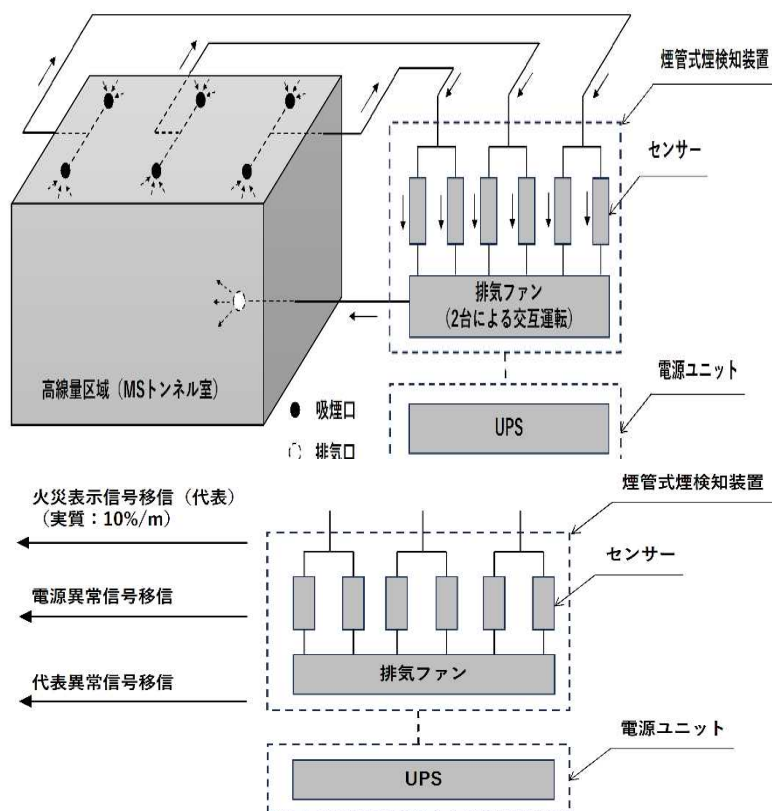 煙管式煙検知装置
センサー
排気ファン
(2台による交互運転)
電源ユニット
高線量区域（MSトンネル室）
吸煙口
排気口
UPS
火災表示信号移信（代表）
（実質：10%/m）
煙管式煙検知装置
センサー
電源異常信号移信
排気ファン
代表異常信号移信
電源ユニット
UPS